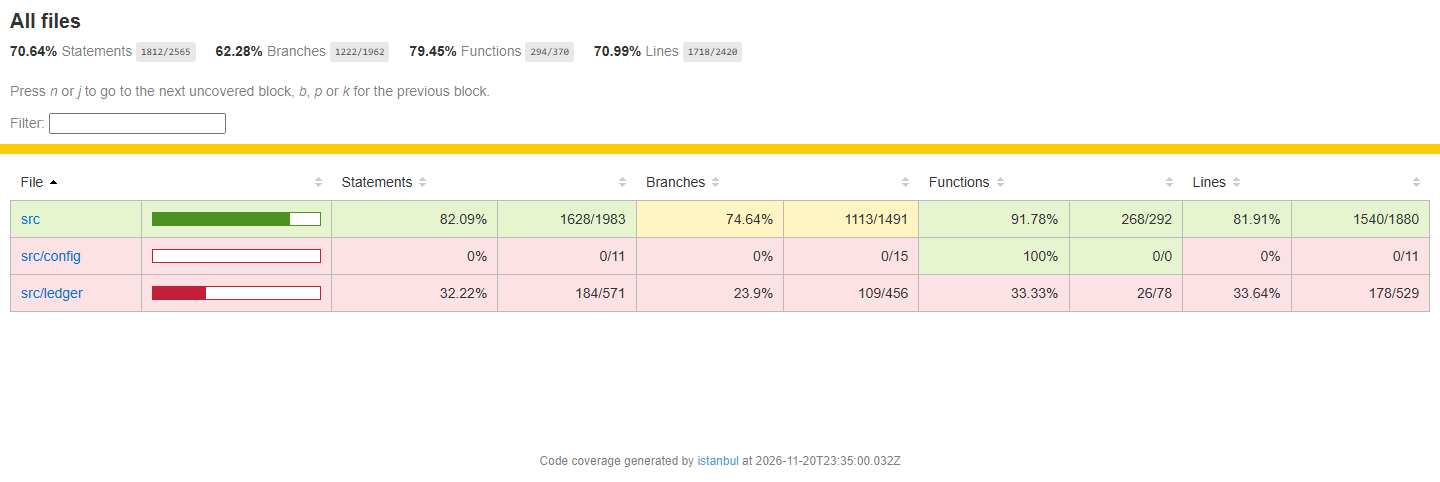 All files
70.64% Statements 1812/2565 62.28% Branches 1222/1962 79.45% Functions 294/370 70.99% Lines 1718/2420
Press n or j to go to the next uncovered block, b, p or k for the previous block.
Filter:
File Statements Branches Functions Lines
src 82.09% 1628/1983 74.64% 1113/1491 91.78% 268/292 81.91% 1540/1880
src/config 0% 0/11 0% 0/15 100% 0/0 0% 0/11
src/ledger 32.22% 184/571 23.9% 109/456 33.33% 26/78 33.64% 178/529
Code coverage generated by istanbul at 2026-11-20T23:35:00.032Z